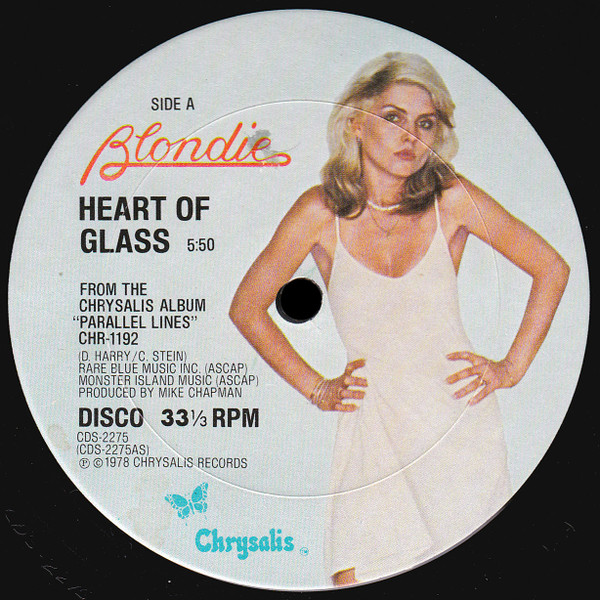 SIDE A
Blondie
HEART OF
GLASS 5:50
FROM THE
CHRYSALIS ALBUM
"PARALLEL LINES"
CHR-1192
(D. HARRY/C. STEIN)
RARE BLUE MUSIC INC. (ASCAP)
MONSTER ISLAND MUSIC (ASCAP)
PRODUCED BY MIKE CHAPMAN
DISCO 33⅓ RPM
CDS-2275
(CDS-2275AS)
℗ ©1978 CHRYSALIS RECORDS
Chrysalis